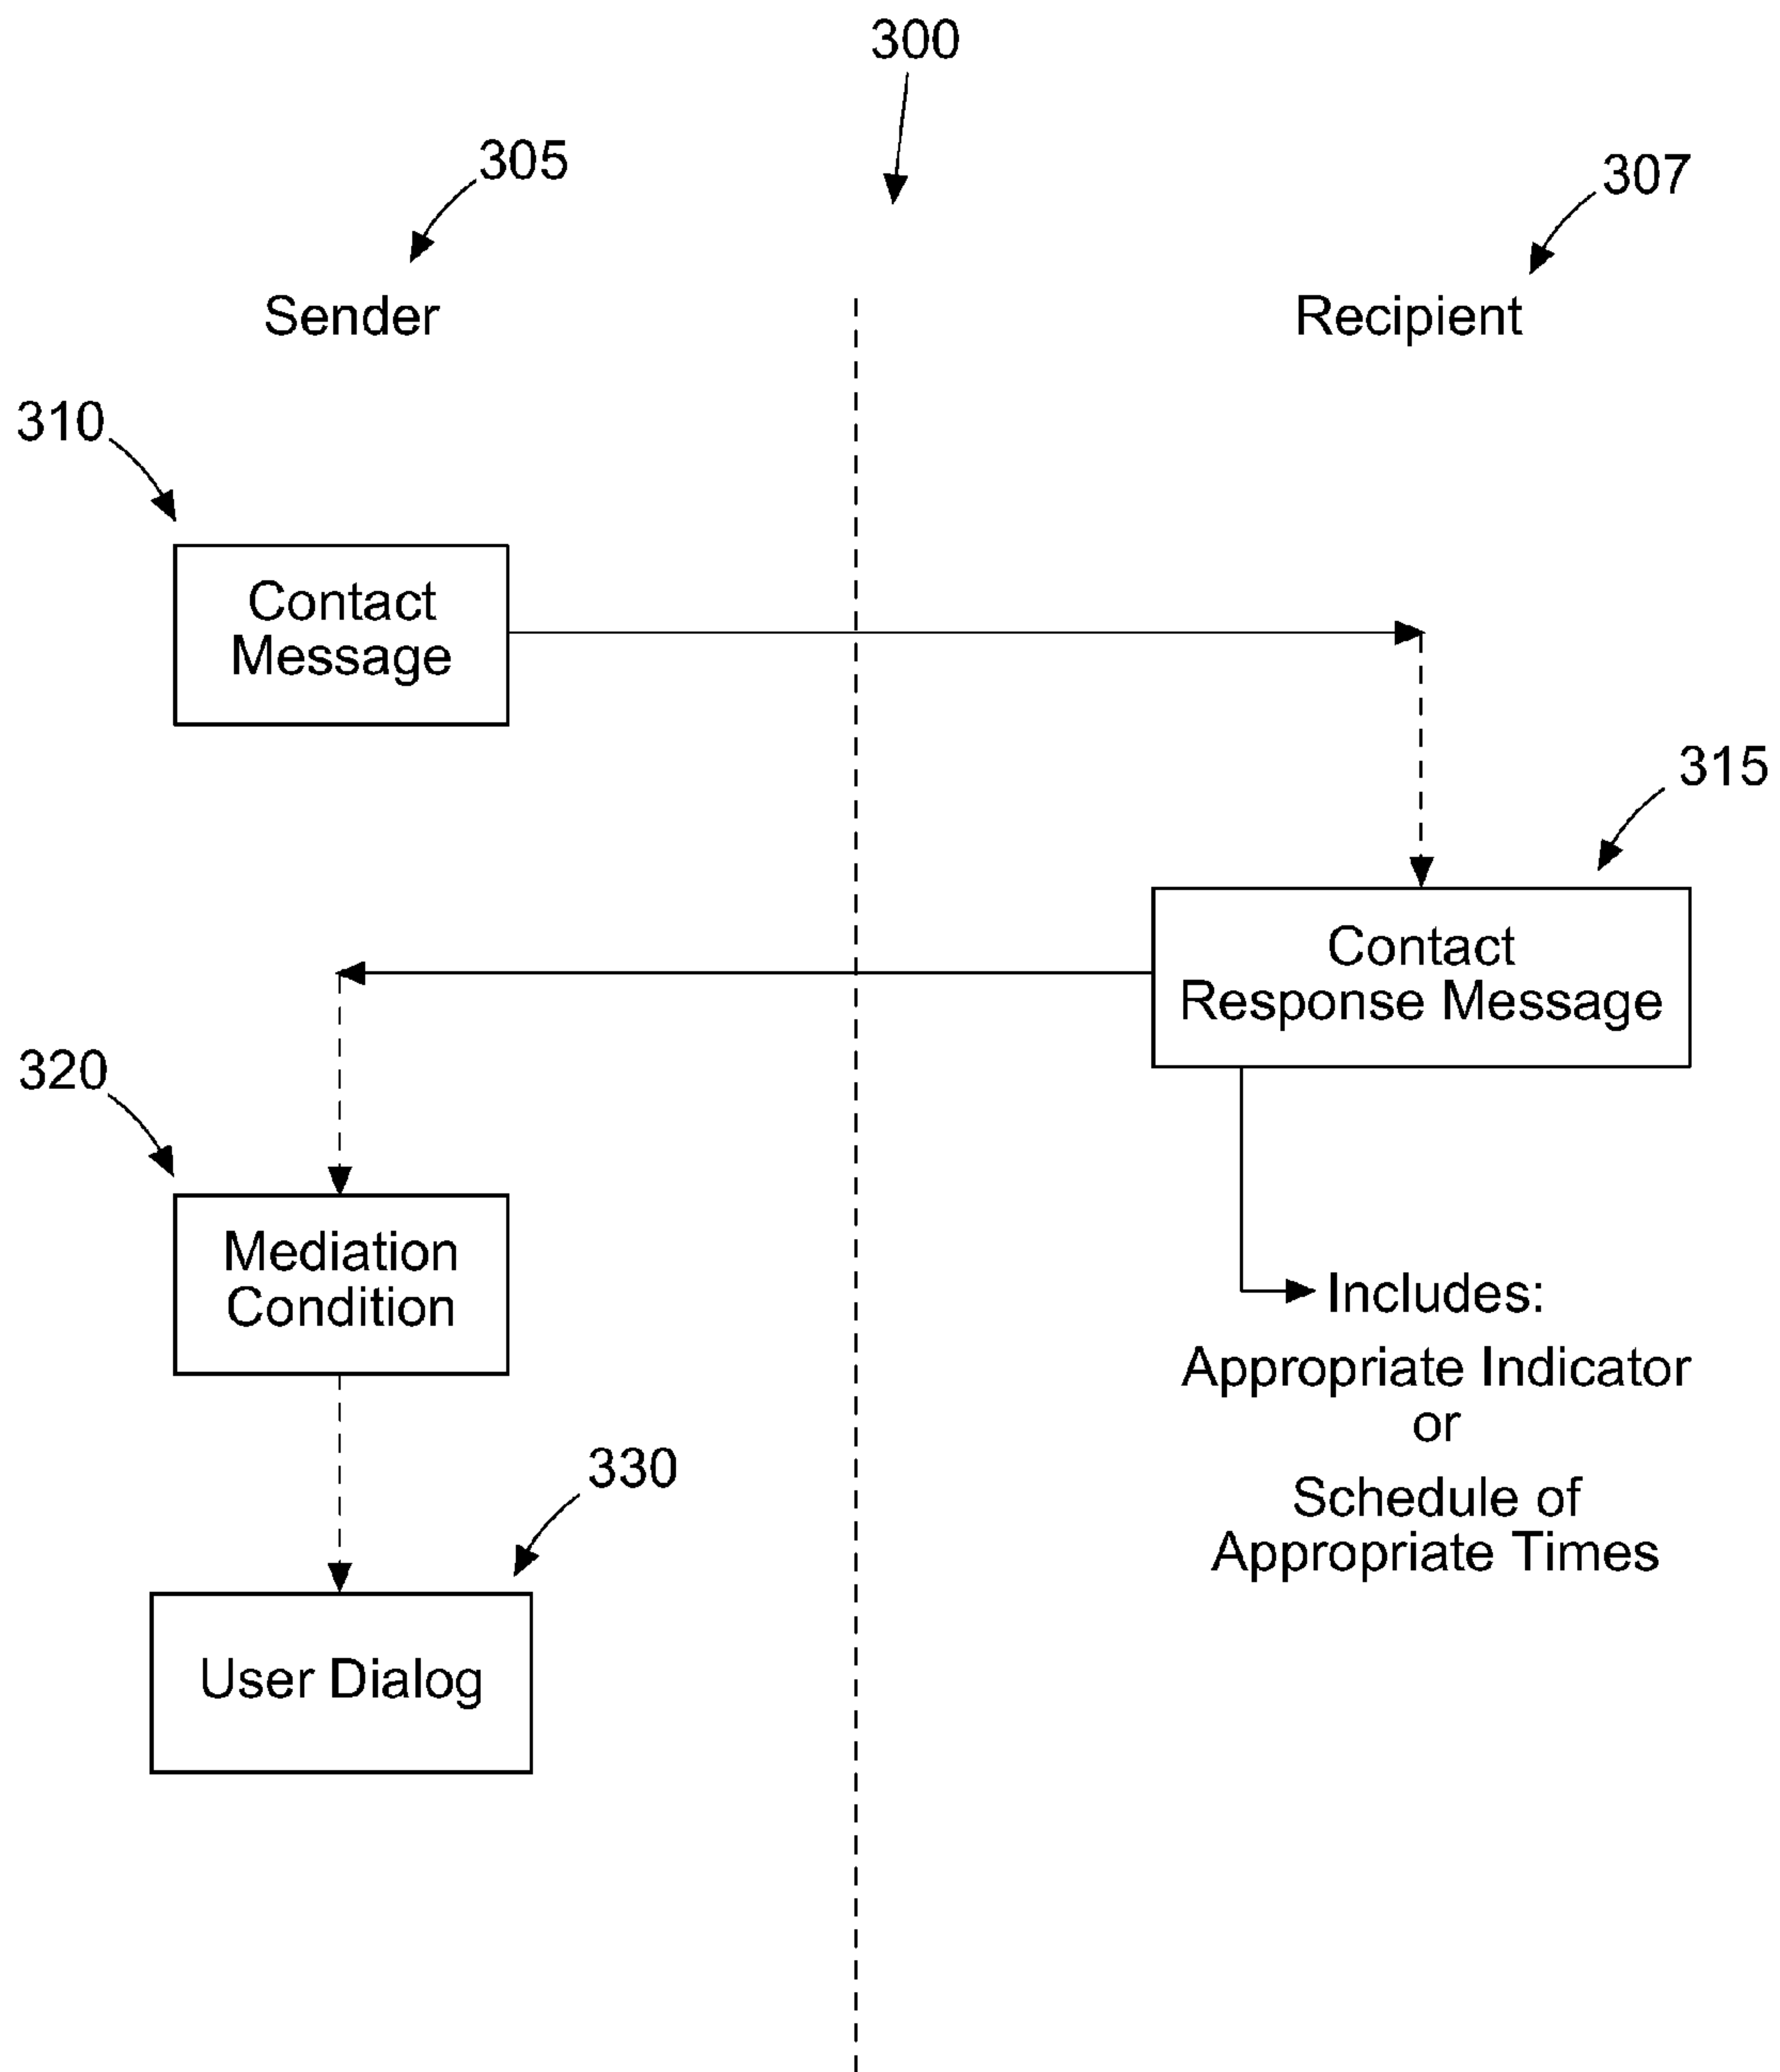 300
305
307
Sender
Recipient
310
Contact
Message
315
Contact
Response Message
320
Mediation
Condition
Includes:
Appropriate Indicator
or
Schedule of
Appropriate Times
330
User Dialog